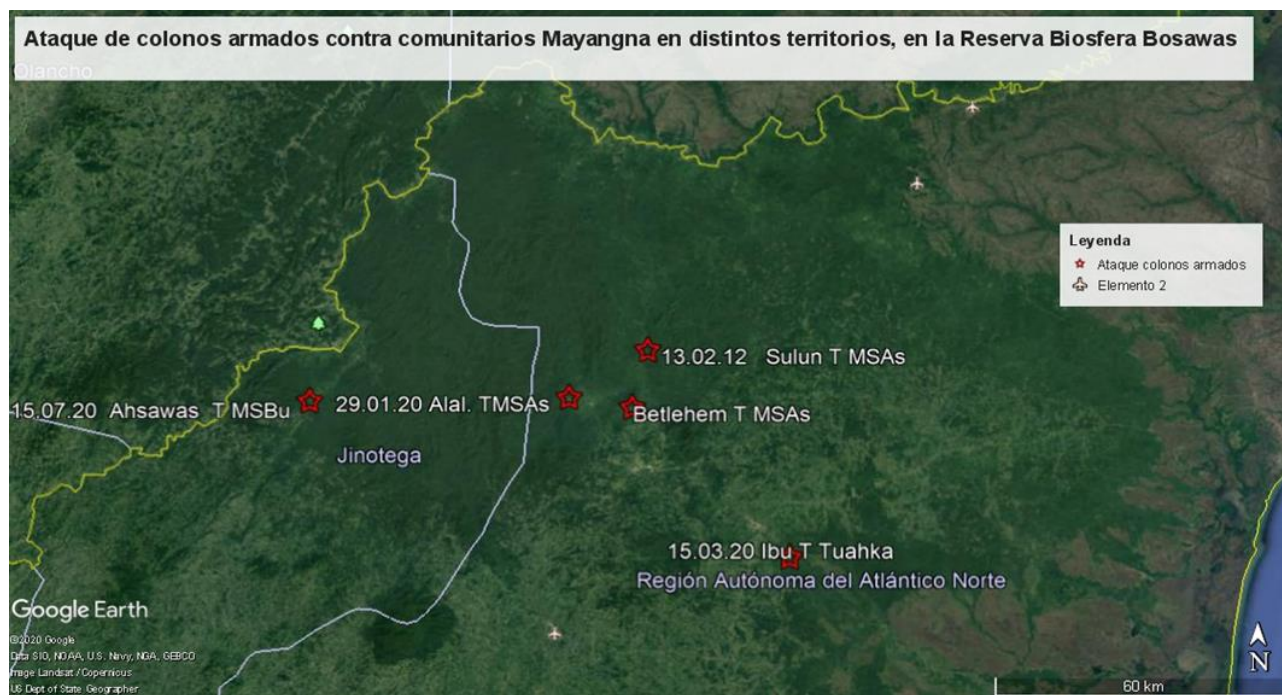 Ataque de colonos armados contra comunitarios Mayangna en distintos territorios, en la Reserva Biosfera Bosawas
Olancho
Leyenda
Ataque colonos armados
Elemento 2
13.02.12 Sulun T MSAs
15.07.20 Ahsawas T MSBu
29.01.20 Alal. TMSAs
Betlehem T MSAs
Jinotega
15.03.20 Ibu T Tuahka
Región Autónoma del Atlántico Norte
Google Earth
©2020 Google
Data SIO, NOAA, U.S. Navy, NGA, GEBCO
Image Landsat / Copernicus
US Dept of State Geographer
N
60 km